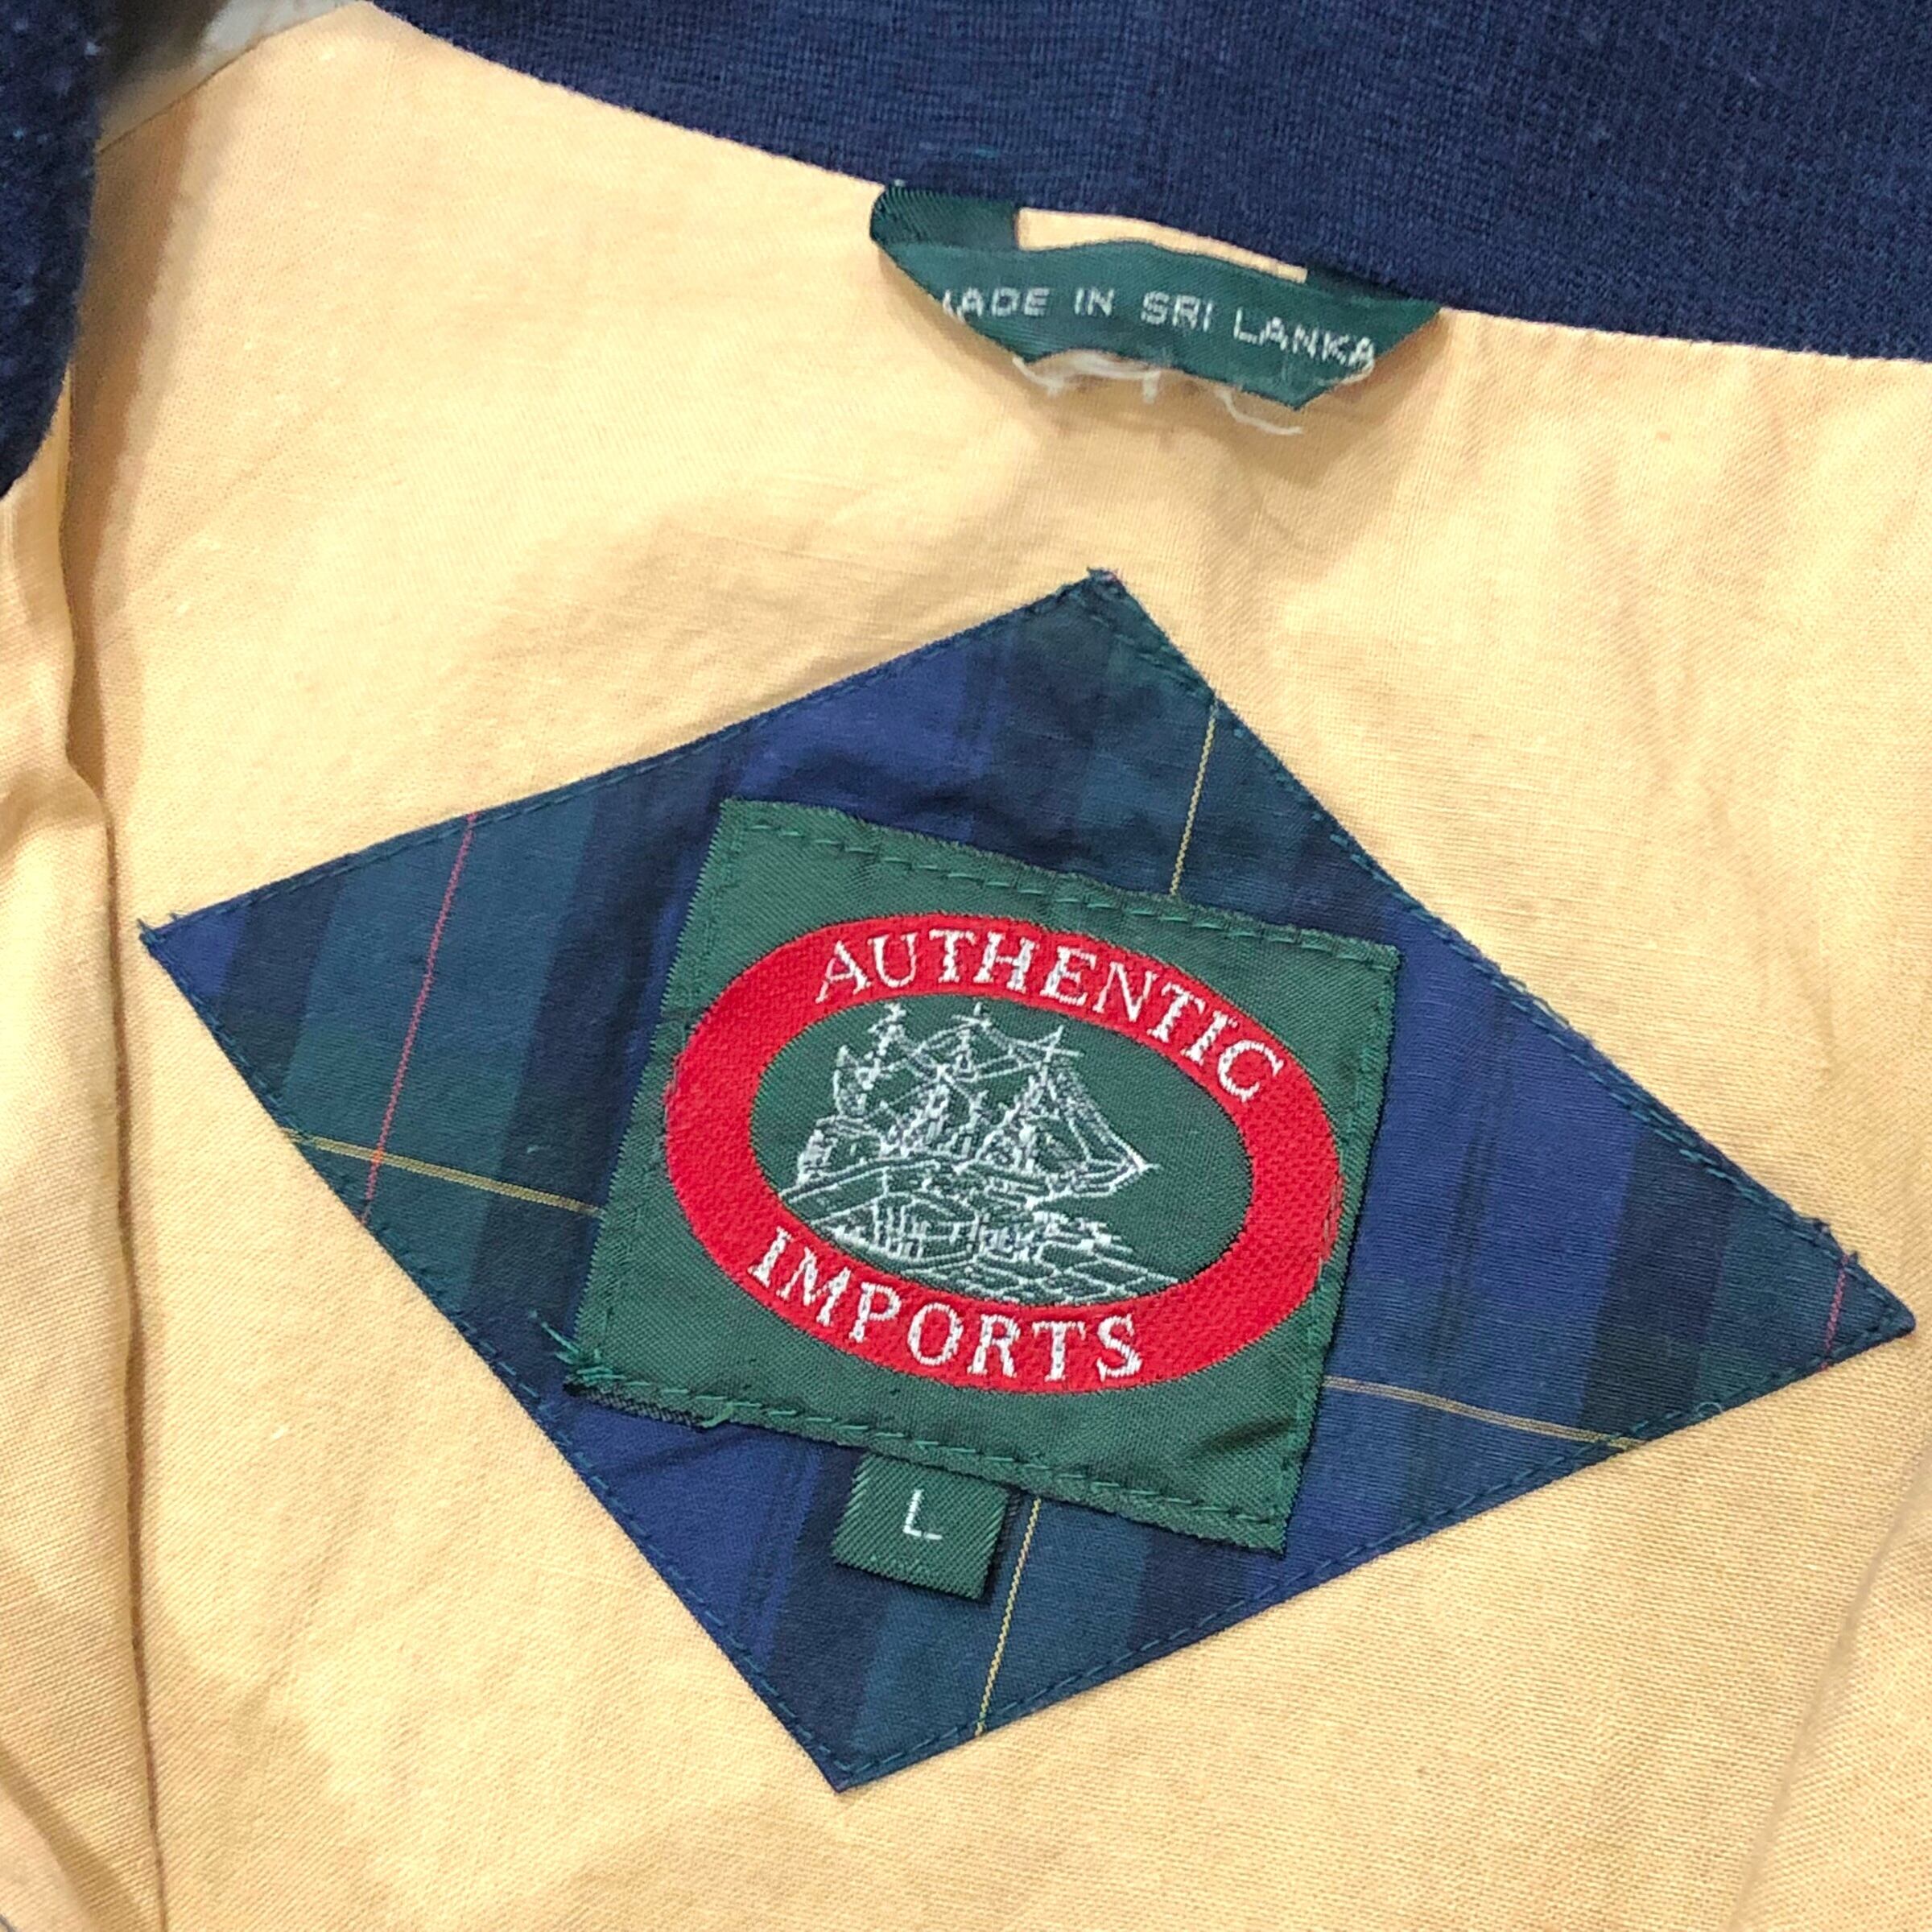 MADE IN SRI LANKA
AUTHENTIC
IMPORTS
L